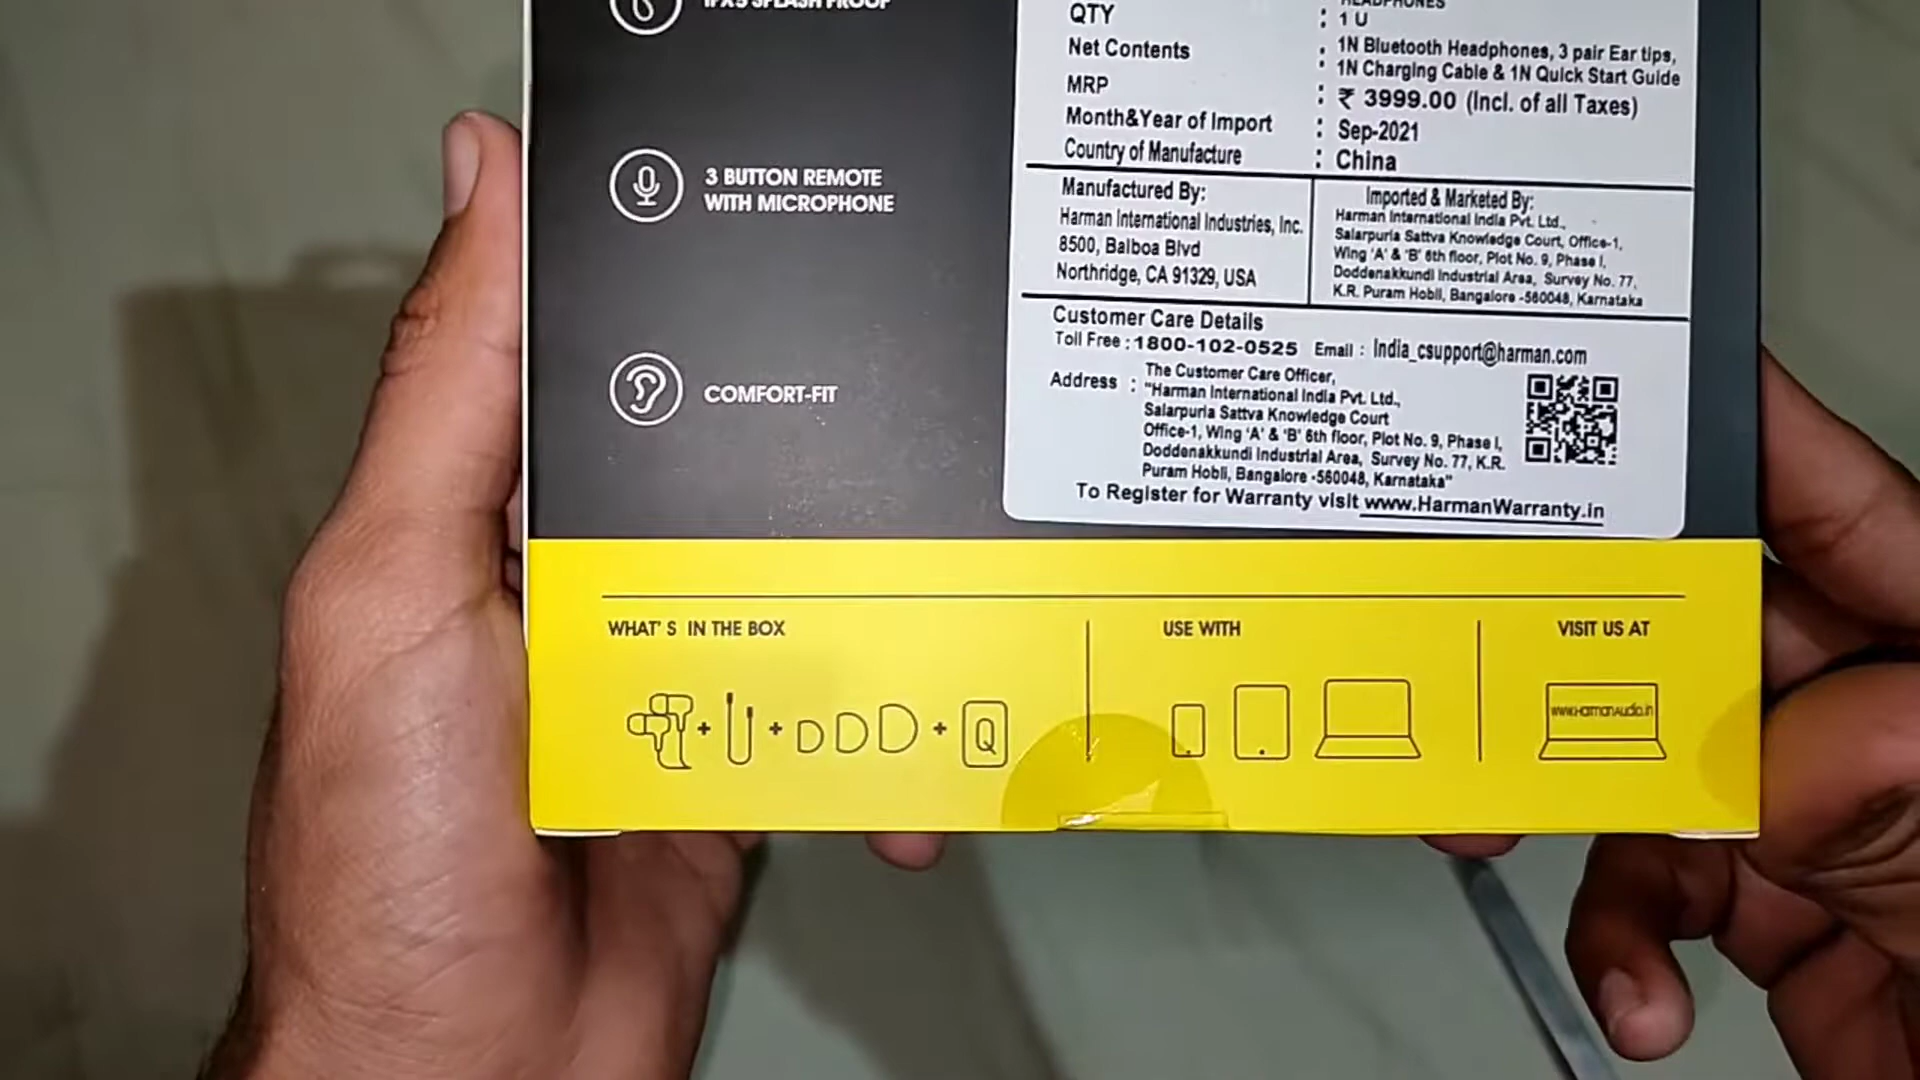 IPX5 SPLASH PROOF
3 BUTTON REMOTE
WITH MICROPHONE
COMFORT-FIT
HEADPHONES
QTY : 1 U
Net Contents : 1N Bluetooth Headphones, 3 pair Ear tips,
1N Charging Cable & 1N Quick Start Guide
MRP : ₹ 3999.00 (Incl. of all Taxes)
Month&Year of Import : Sep-2021
Country of Manufacture : China
Manufactured By:
Harman International Industries, Inc.
8500, Balboa Blvd
Northridge, CA 91329, USA
Imported & Marketed By:
Harman International India Pvt. Ltd.,
Salarpuria Sattva Knowledge Court, Office-1,
Wing 'A' & 'B' 6th floor, Plot No. 9, Phase I,
Doddenakkundi Industrial Area, Survey No. 77,
K.R. Puram Hobli, Bangalore -560048, Karnataka
Customer Care Details
Toll Free : 1800-102-0525 Email : India_csupport@harman.com
Address : The Customer Care Officer,
"Harman International India Pvt. Ltd.,
Salarpuria Sattva Knowledge Court
Office-1, Wing 'A' & 'B' 6th floor, Plot No. 9, Phase I,
Doddenakkundi Industrial Area, Survey No. 77, K.R.
Puram Hobli, Bangalore -560048, Karnataka"
To Register for Warranty visit www.HarmanWarranty.in
WHAT' S IN THE BOX
Q
USE WITH
VISIT US AT
www.HarmanAudio.in